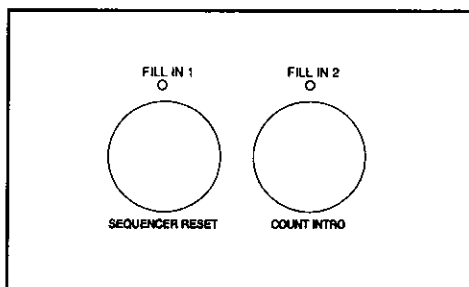 FILL IN 1 FILL IN 2
SEQUENCER RESET COUNT INTRO